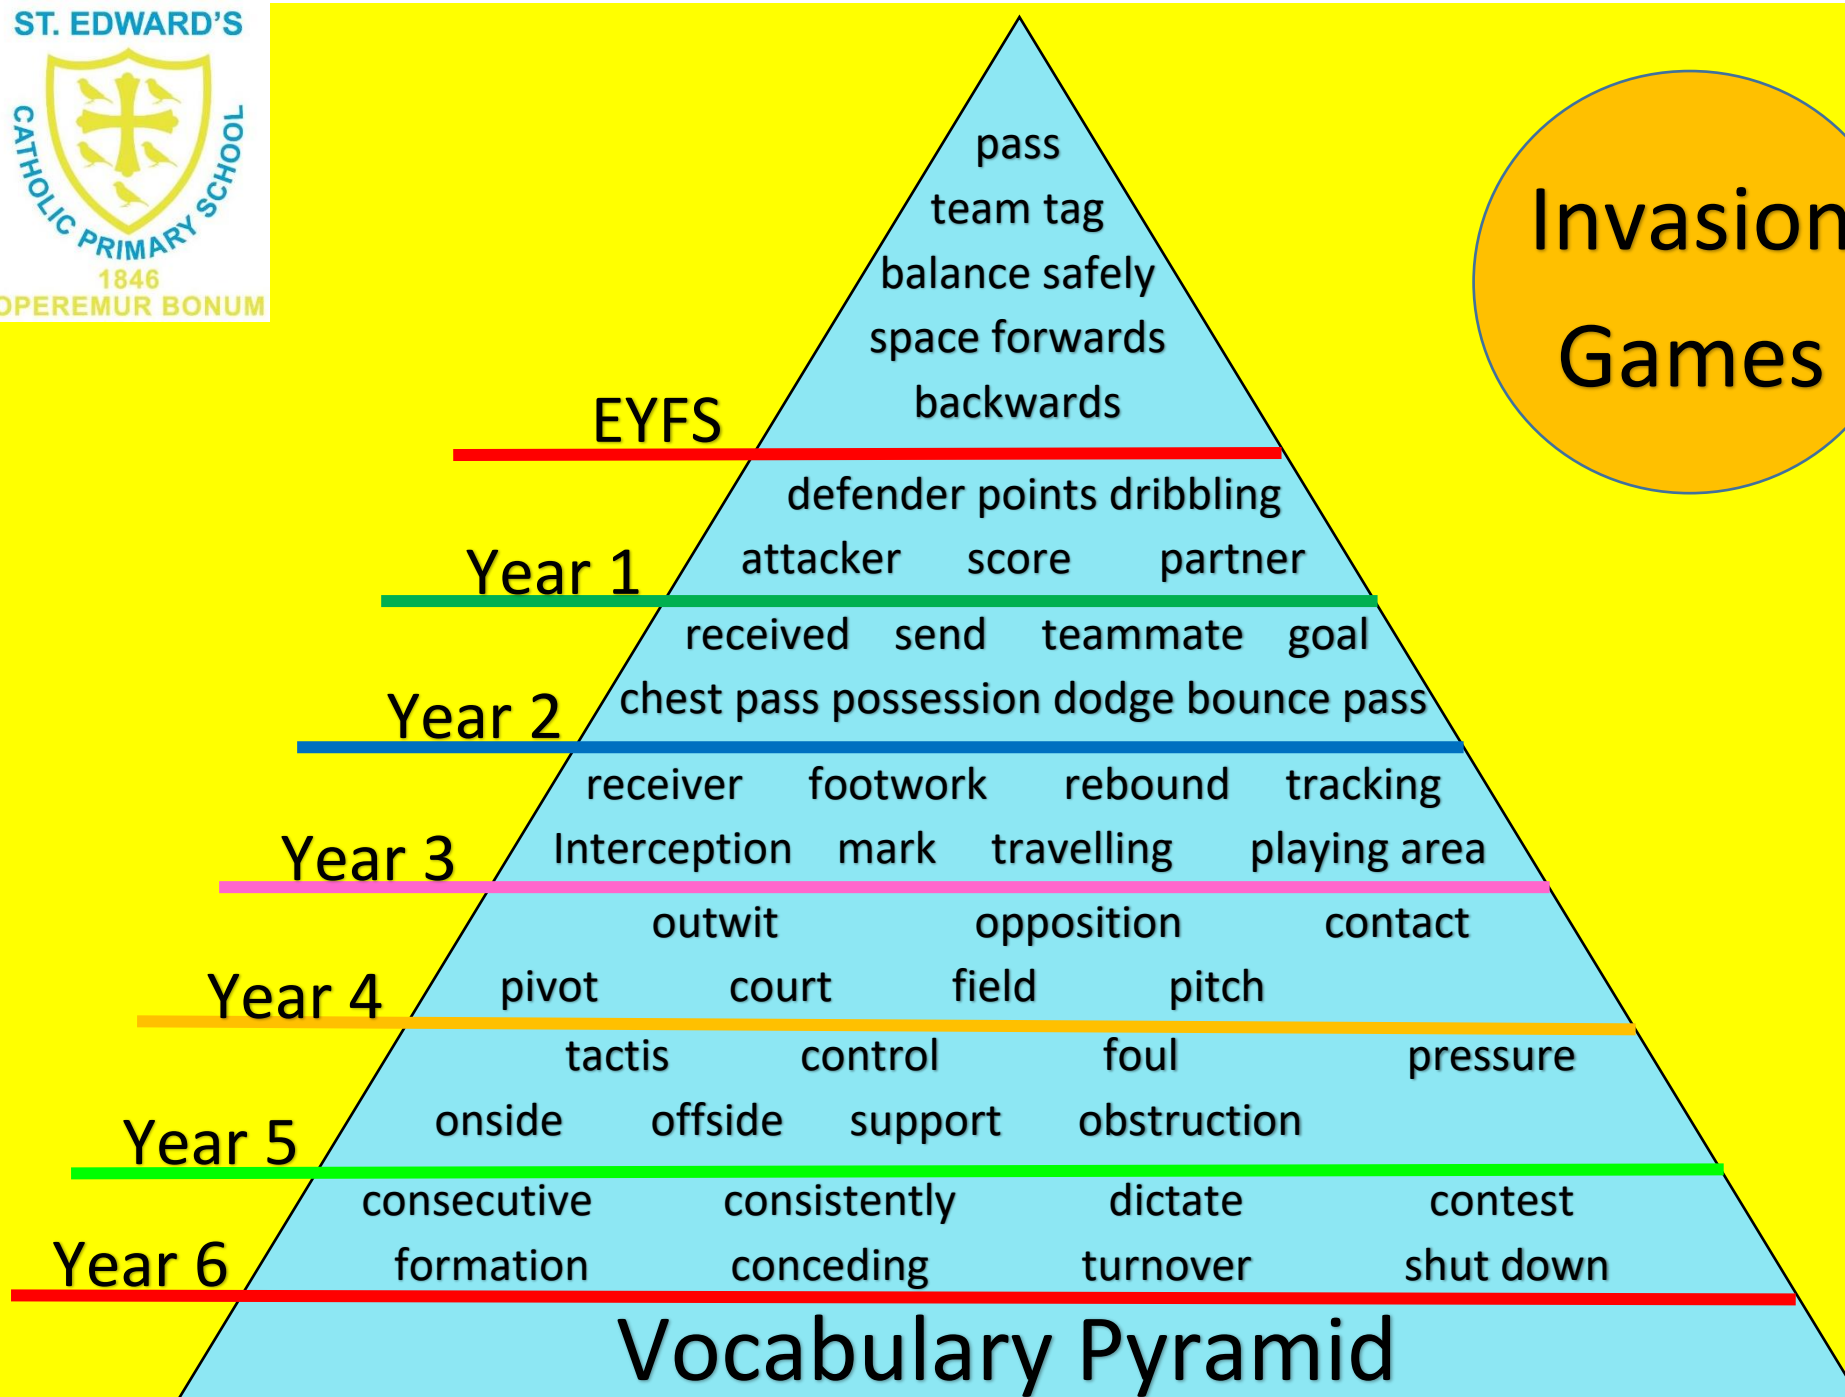 ST. EDWARD'S
CATHOLIC PRIMARY SCHOOL
1846
OPEREMUR BONUM
Invasion
Games
pass
team tag
balance safely
space forwards
backwards
EYFS
defender points dribbling
attacker score partner
Year 1
received send teammate goal
chest pass possession dodge bounce pass
Year 2
receiver footwork rebound tracking
Interception mark travelling playing area
Year 3
outwit opposition contact
pivot court field pitch
Year 4
tactis control foul pressure
onside offside support obstruction
Year 5
consecutive consistently dictate contest
formation conceding turnover shut down
Year 6
Vocabulary Pyramid